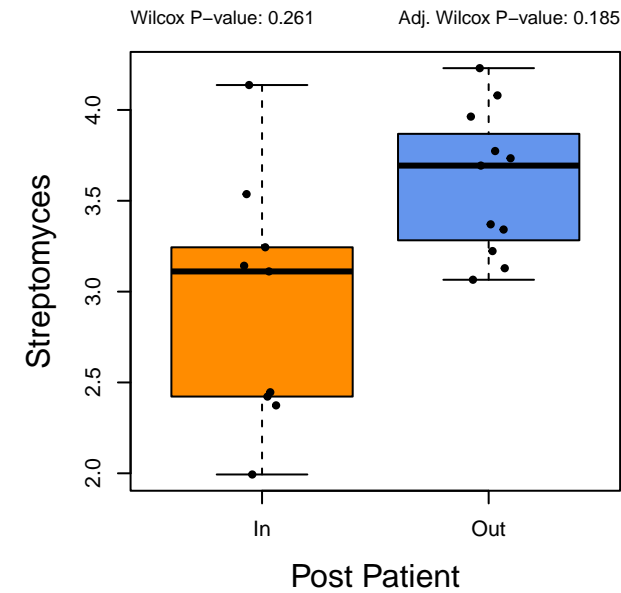 Wilcox P−value: 0.261 Adj. Wilcox P−value: 0.185
Streptomyces
4.0
3.5
3.0
2.5
2.0
In Out
Post Patient